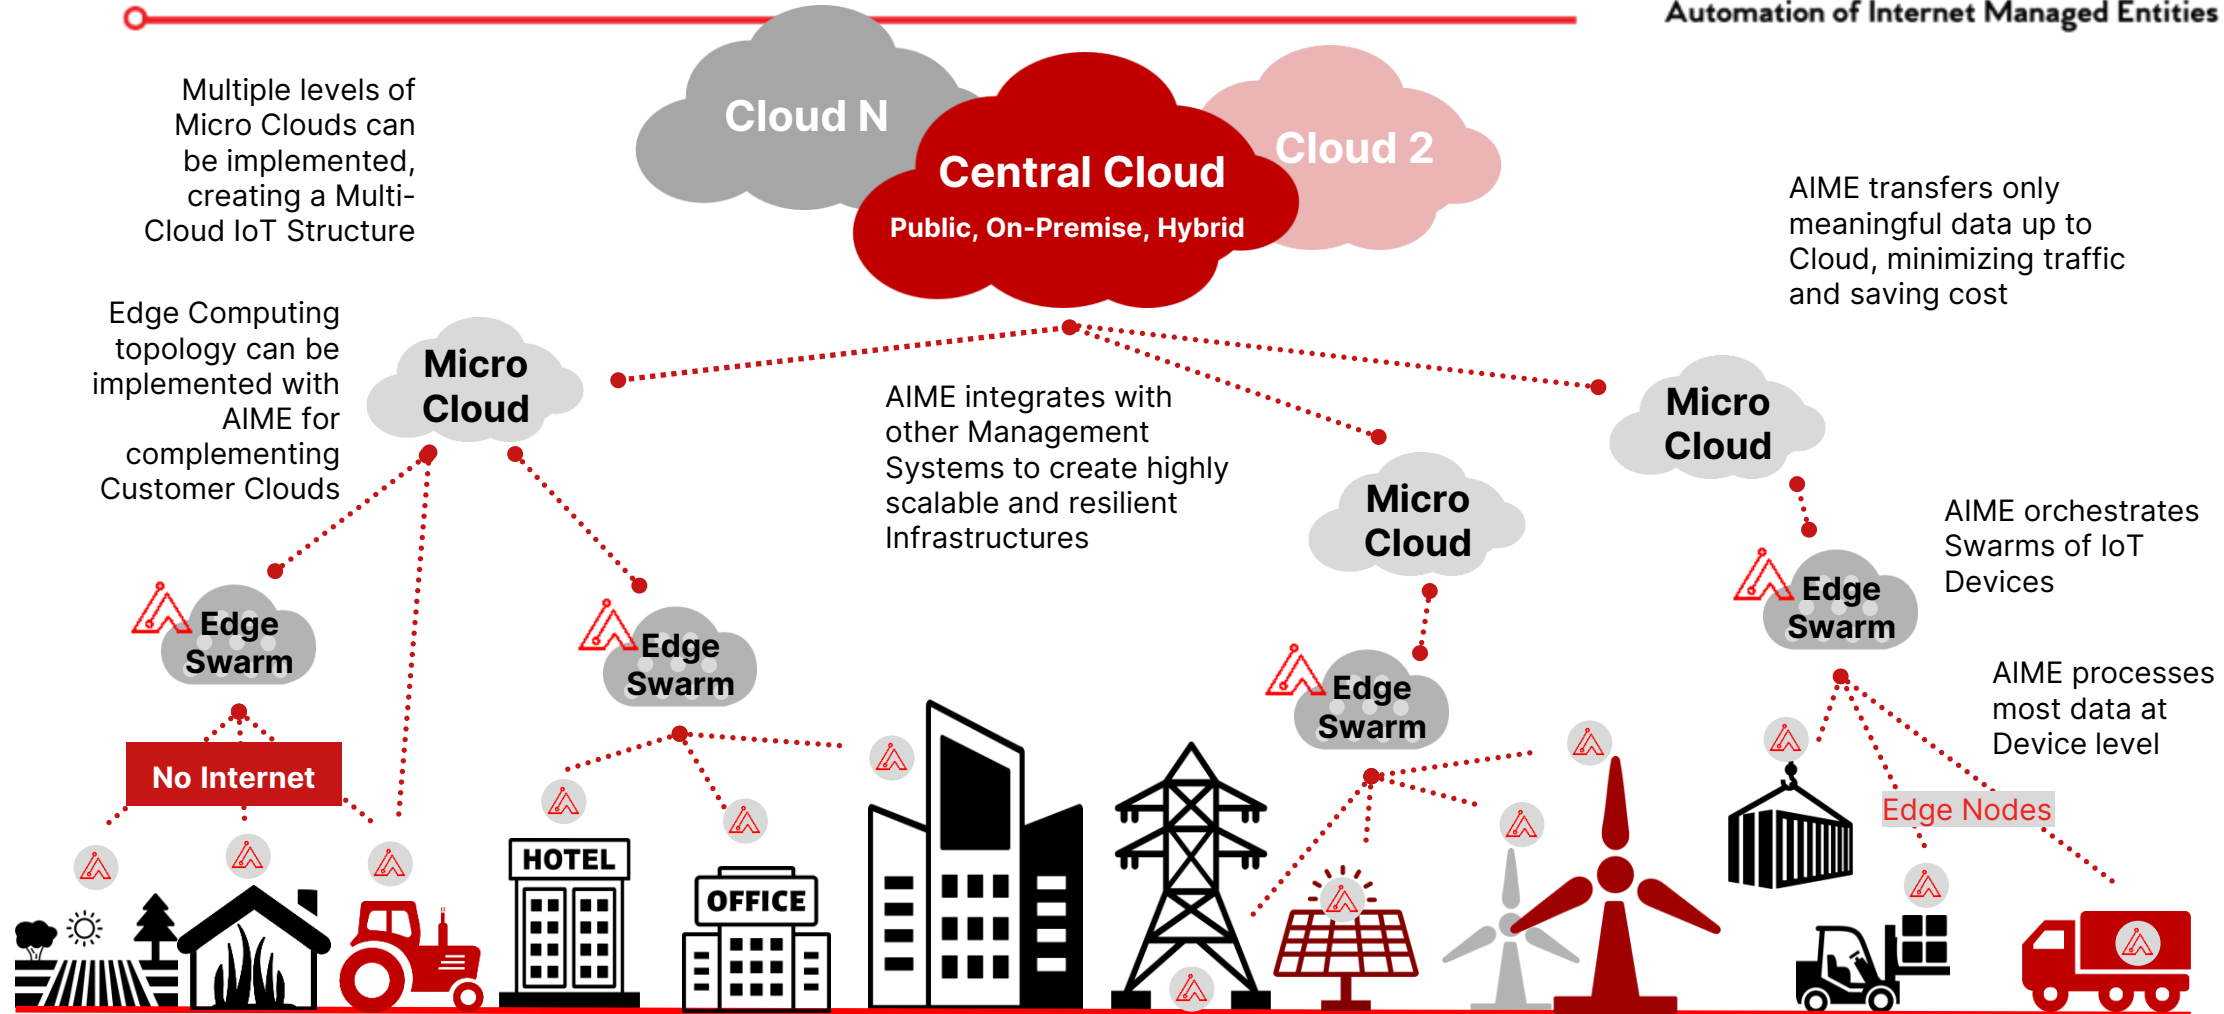 Automation of Internet Managed Entities
Multiple levels of
Micro Clouds can
be implemented,
creating a Multi-
Cloud IoT Structure
Cloud N
Central Cloud
Public, On-Premise, Hybrid
Cloud 2
AIME transfers only
meaningful data up to
Cloud, minimizing traffic
and saving cost
Edge Computing
topology can be
implemented with
AIME for
complementing
Customer Clouds
Micro
Cloud
AIME integrates with
other Management
Systems to create highly
scalable and resilient
Infrastructures
Micro
Cloud
Micro
Cloud
AIME orchestrates
Swarms of IoT
Devices
Edge
Swarm
Edge
Swarm
Edge
Swarm
Edge
Swarm
AIME processes
most data at
Device level
No Internet
Edge Nodes
HOTEL
OFFICE